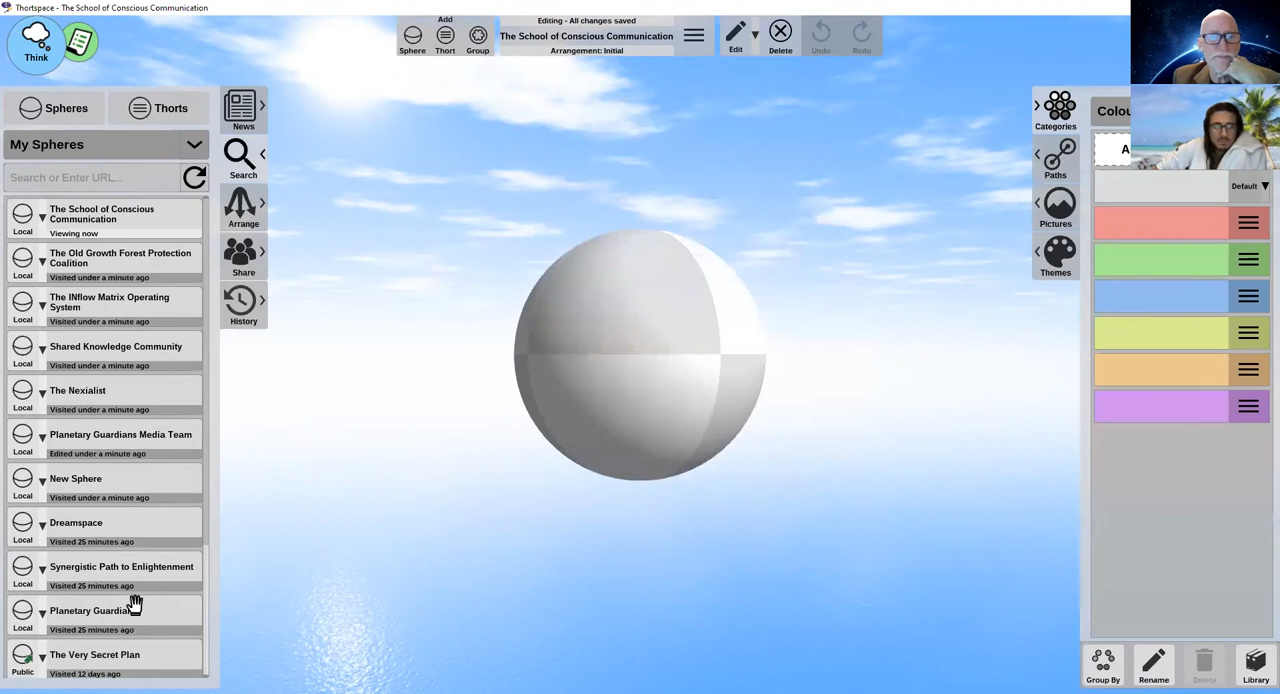 Thortspace - The School of Conscious Communication
Think
Add
Sphere
Thort
Group
Editing - All changes saved
The School of Conscious Communication
Arrangement: Initial
Edit
Delete
Undo
Redo
Spheres
Thorts
My Spheres
Search or Enter URL...
News
Search
Arrange
Share
History
Local
The School of Conscious
Communication
Viewing now
Local
The Old Growth Forest Protection
Coalition
Visited under a minute ago
Local
The INflow Matrix Operating
System
Visited under a minute ago
Local
Shared Knowledge Community
Visited under a minute ago
Local
The Nexialist
Visited under a minute ago
Local
Planetary Guardians Media Team
Edited under a minute ago
Local
New Sphere
Visited under a minute ago
Local
Dreamspace
Visited 25 minutes ago
Local
Synergistic Path to Enlightenment
Visited 25 minutes ago
Local
Planetary
Visited 25 minutes ago
Public
The Very Secret Plan
Visited 12 days ago
Categories
Paths
Pictures
Themes
Colou
A
Default
Group By
Rename
Delete
Library